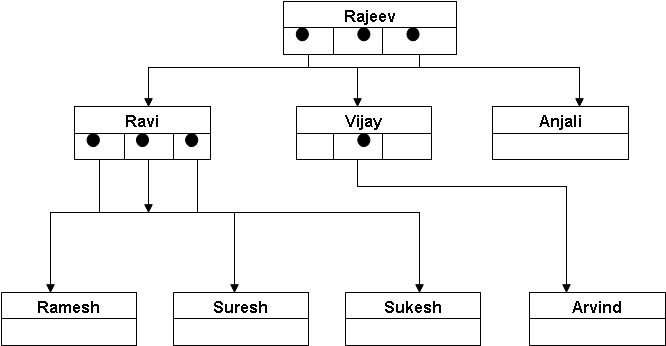 Rajeev
Ravi
Vijay
Anjali
Ramesh
Suresh
Sukesh
Arvind